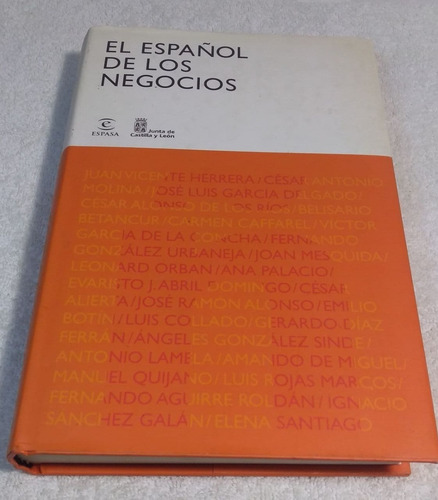 EL ESPAÑOL
DE LOS
NEGOCIOS
e
ESPASA
Junta de
Castilla y León
JUAN VICENTE HERRERA/CÉSAR ANTONIO
MOLINA/JOSÉ LUIS GARCÍA DELGADO/
CÉSAR ALONSO DE LOS RÍOS/BELISARIO
BETANCUR/CARMEN CAFFAREL/VÍCTOR
GARCÍA DE LA CONCHA/FERNANDO
GONZÁLEZ URBANEJA/JOAN MESQUIDA/
LEONARD ORBAN/ANA PALACIO/
EVARISTO J.ABRIL DOMINGO/CÉSAR
ALIERTA/JOSÉ RAMÓN ALONSO/EMILIO
BOTÍN/LUIS COLLADO/GERARDO DÍAZ
FERRÁN/ÁNGELES GONZÁLEZ SINDE/
ANTONIO LAMELA/AMANDO DE MIGUEL/
MANUEL QUIJANO/LUIS ROJAS MARCOS/
FERNANDO AGUIRRE ROLDÁN/IGNACIO
SÁNCHEZ GALÁN/ELENA SANTIAGO